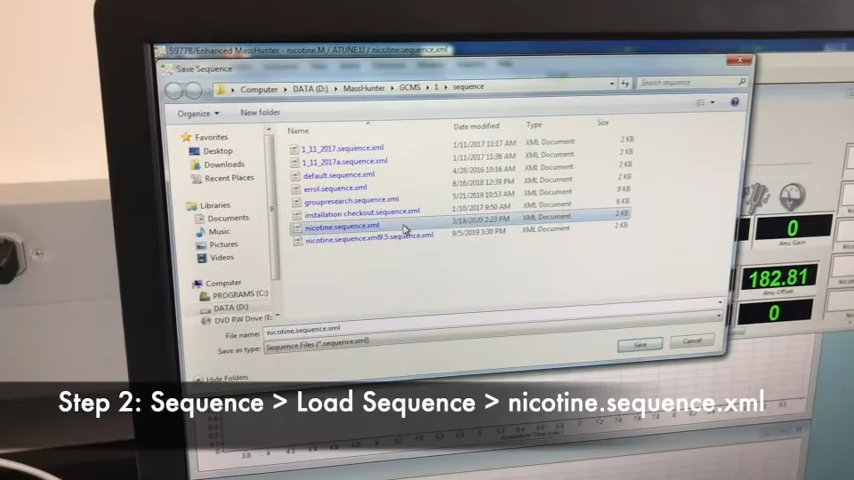 5977B/Enhanced MassHunter - nicotine.M / ATUNE.U / nicotine.sequence.xml
Save Sequence
Computer DATA (D:) MassHunter GCMS 1 sequence
Search sequence
Organize New folder
Name Date modified Type Size
Favorites
Desktop
Downloads
Recent Places
Libraries
Documents
Music
Pictures
Videos
Computer
PROGRAMS (C:)
DATA (D:)
DVD RW Drive (E:
1_11_2017.sequence.xml 1/11/2017 11:17 AM XML Document 2 KB
1_11_2017a.sequence.xml 1/11/2017 11:36 AM XML Document 2 KB
default.sequence.xml 4/28/2016 10:16 AM XML Document 2 KB
errol.sequence.xml 8/16/2018 12:39 PM XML Document 2 KB
groupresearch.sequence.xml 5/21/2019 10:53 AM XML Document 9 KB
installation checkout.sequence.xml 1/10/2017 9:50 AM XML Document 8 KB
nicotine.sequence.xml 3/19/2020 2:23 PM XML Document 2 KB
nicotine.sequence.xml9.5.sequence.xml 9/5/2019 3:30 PM XML Document 2 KB
File name: nicotine.sequence.xml
Save as type: Sequence Files (*.sequence.xml)
Hide Folders Save Cancel
0
Amu Gain
182.81
Amu Offset
0
Step 2: Sequence > Load Sequence > nicotine.sequence.xml